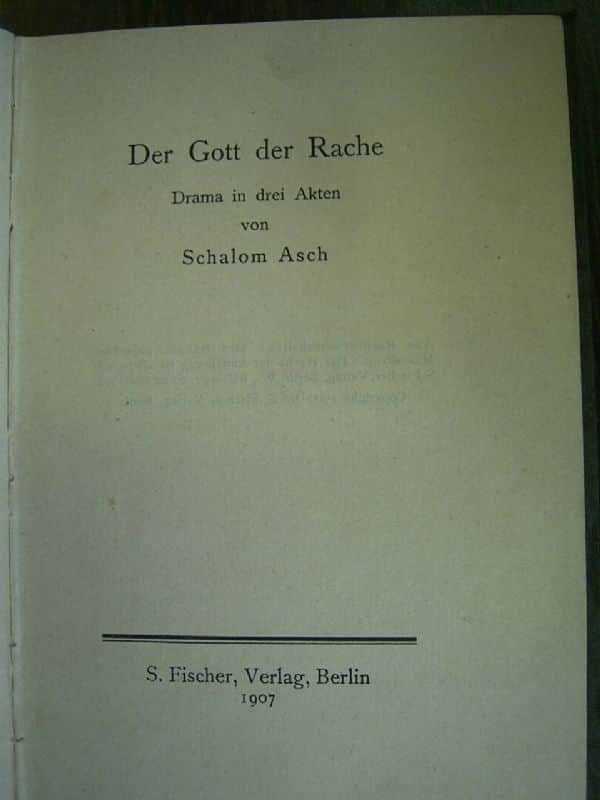 Der Gott der Rache
Drama in drei Akten
von
Schalom Asch
S. Fischer, Verlag, Berlin
1907